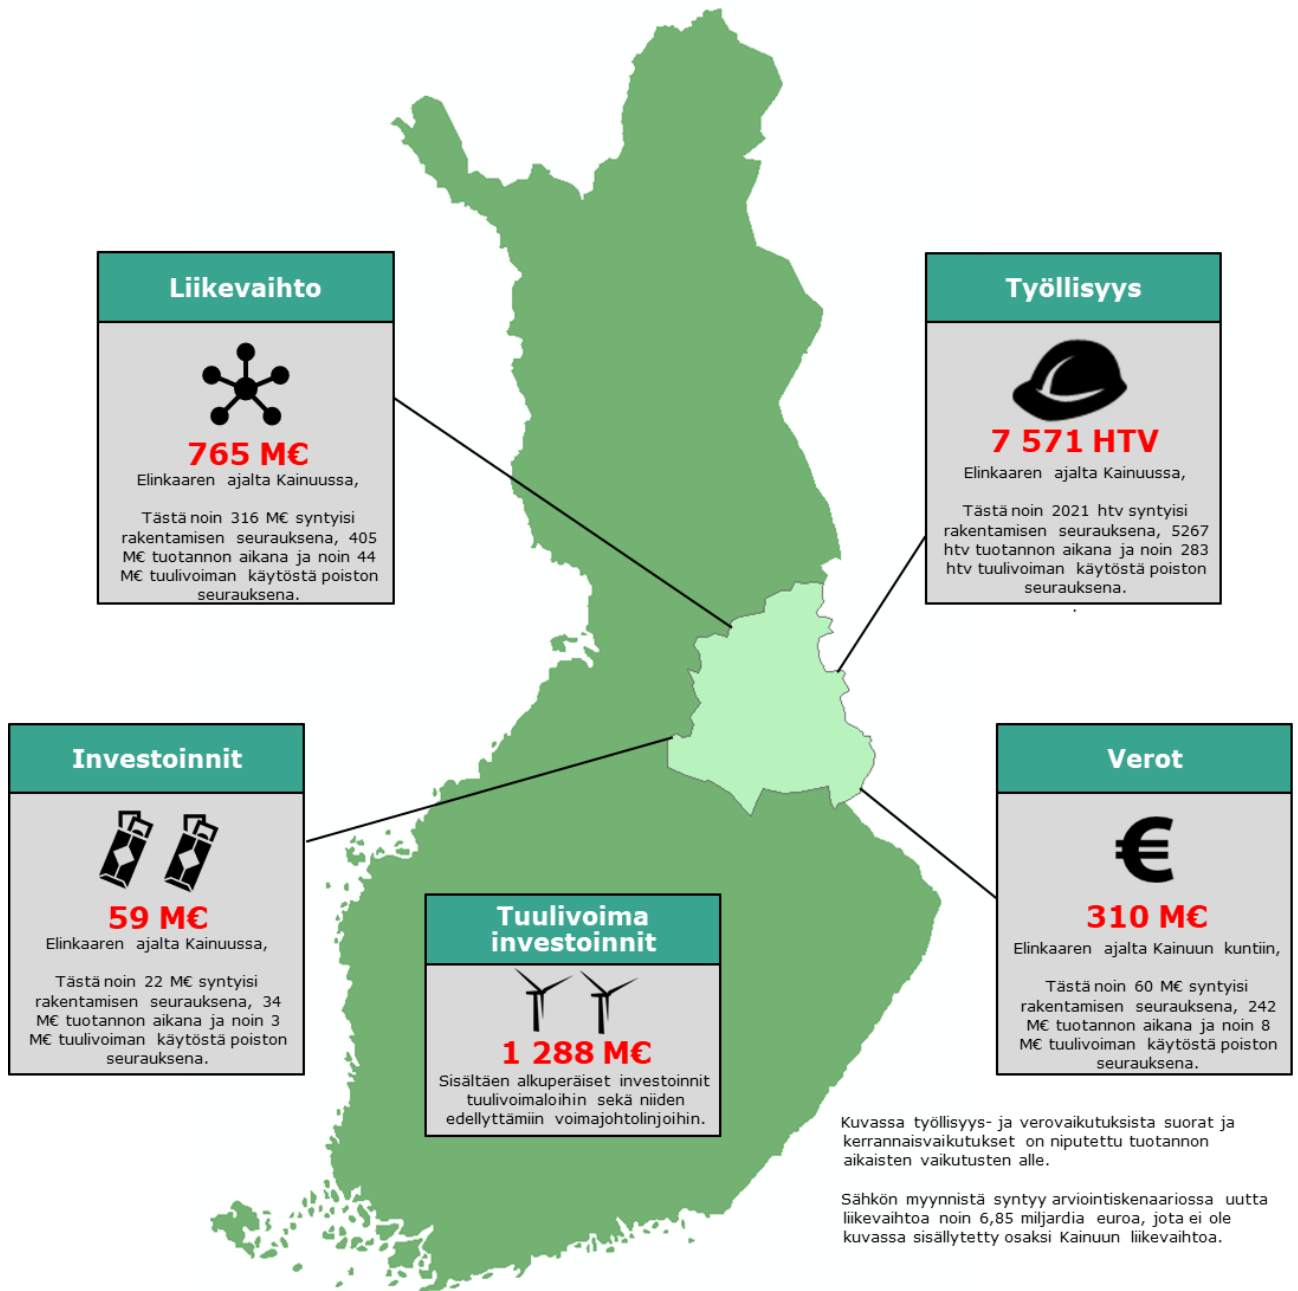 Liikevaihto
765 M€
Elinkaaren ajalta Kainuussa,
Tästä noin 316 M€ syntyisi
rakentamisen seurauksena, 405
M€ tuotannon aikana ja noin 44
M€ tuulivoiman käytöstä poiston
seurauksena.
Työllisyys
7 571 HTV
Elinkaaren ajalta Kainuussa,
Tästä noin 2021 htv syntyisi
rakentamisen seurauksena, 5267
htv tuotannon aikana ja noin 283
htv tuulivoiman käytöstä poiston
seurauksena.
.
Investoinnit
59 M€
Elinkaaren ajalta Kainuussa,
Tästä noin 22 M€ syntyisi
rakentamisen seurauksena, 34
M€ tuotannon aikana ja noin 3
M€ tuulivoiman käytöstä poiston
seurauksena.
Verot
€
310 M€
Elinkaaren ajalta Kainuun kuntiin,
Tästä noin 60 M€ syntyisi
rakentamisen seurauksena, 242
M€ tuotannon aikana ja noin 8
M€ tuulivoiman käytöstä poiston
seurauksena.
Tuulivoima
investoinnit
1 288 M€
Sisältäen alkuperäiset investoinnit
tuulivoimaloihin sekä niiden
edellyttämiin voimajohtolinjoihin.
Kuvassa työllisyys- ja verovaikutuksista suorat ja
kerrannaisvaikutukset on niputettu tuotannon
aikaisten vaikutusten alle.
Sähkön myynnistä syntyy arviointiskenaariossa uutta
liikevaihtoa noin 6,85 miljardia euroa, jota ei ole
kuvassa sisällytetty osaksi Kainuun liikevaihtoa.